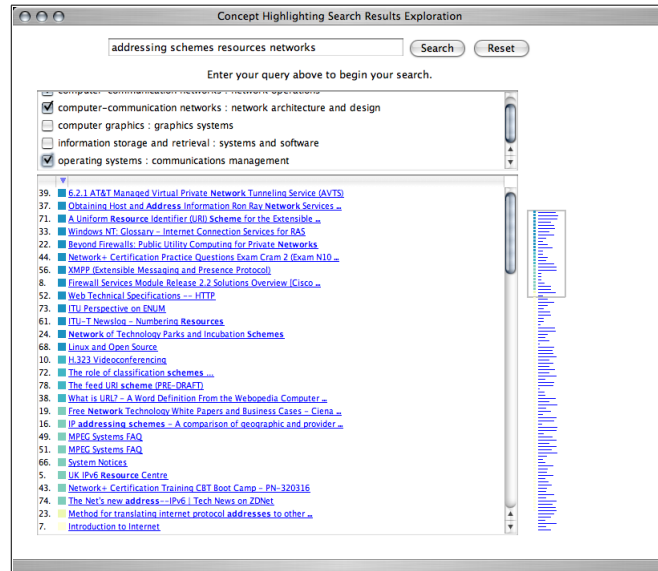 Concept Highlighting Search Results Exploration
addressing schemes resources networks Search Reset
Enter your query above to begin your search.
computer-communication networks : network operations
computer-communication networks : network architecture and design
computer graphics : graphics systems
information storage and retrieval : systems and software
operating systems : communications management
39. 6.2.1 AT&T Managed Virtual Private Network Tunneling Service (AVTS)
37. Obtaining Host and Address Information Ron Ray Network Services ...
71. A Uniform Resource Identifier (URI) Scheme for the Extensible ...
33. Windows NT: Glossary - Internet Connection Services for RAS
22. Beyond Firewalls: Public Utility Computing for Private Networks
44. Network+ Certification Practice Questions Exam Cram 2 (Exam N10 ...
56. XMPP (Extensible Messaging and Presence Protocol)
8. Firewall Services Module Release 2.2 Solutions Overview [Cisco ...
52. Web Technical Specifications -- HTTP
73. ITU Perspective on ENUM
61. ITU-T Newslog - Numbering Resources
24. Network of Technology Parks and Incubation Schemes
68. Linux and Open Source
10. H.323 Videoconferencing
72. The role of classification schemes ...
78. The feed URI scheme (PRE-DRAFT)
38. What is URL? - A Word Definition From the Webopedia Computer ...
19. Free Network Technology White Papers and Business Cases - Ciena ...
16. IP addressing schemes - A comparison of geographic and provider ...
49. MPEG Systems FAQ
51. MPEG Systems FAQ
66. System Notices
5. UK IPv6 Resource Centre
43. Network+ Certification Training CBT Boot Camp - PN-320316
74. The Net's new address--IPv6 | Tech News on ZDNet
23. Method for translating internet protocol addresses to other ...
7. Introduction to Internet